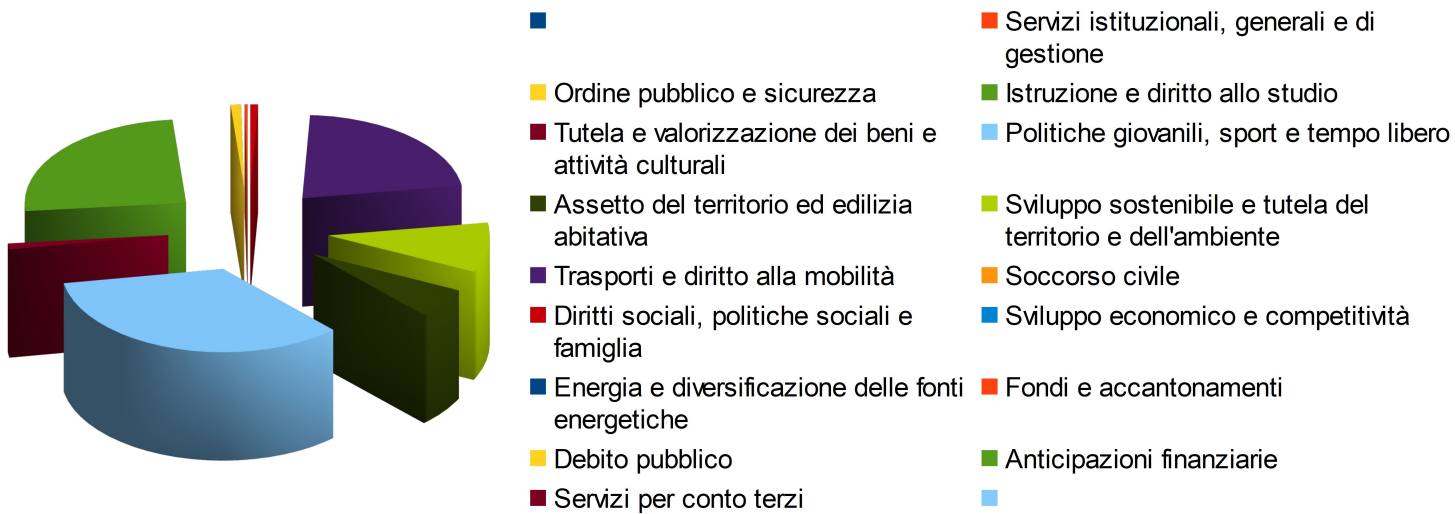 Servizi istituzionali, generali e di
gestione
Ordine pubblico e sicurezza
Istruzione e diritto allo studio
Tutela e valorizzazione dei beni e
attività culturali
Politiche giovanili, sport e tempo libero
Assetto del territorio ed edilizia
abitativa
Sviluppo sostenibile e tutela del
territorio e dell'ambiente
Trasporti e diritto alla mobilità
Soccorso civile
Diritti sociali, politiche sociali e
famiglia
Sviluppo economico e competitività
Energia e diversificazione delle fonti
energetiche
Fondi e accantonamenti
Debito pubblico
Anticipazioni finanziarie
Servizi per conto terzi